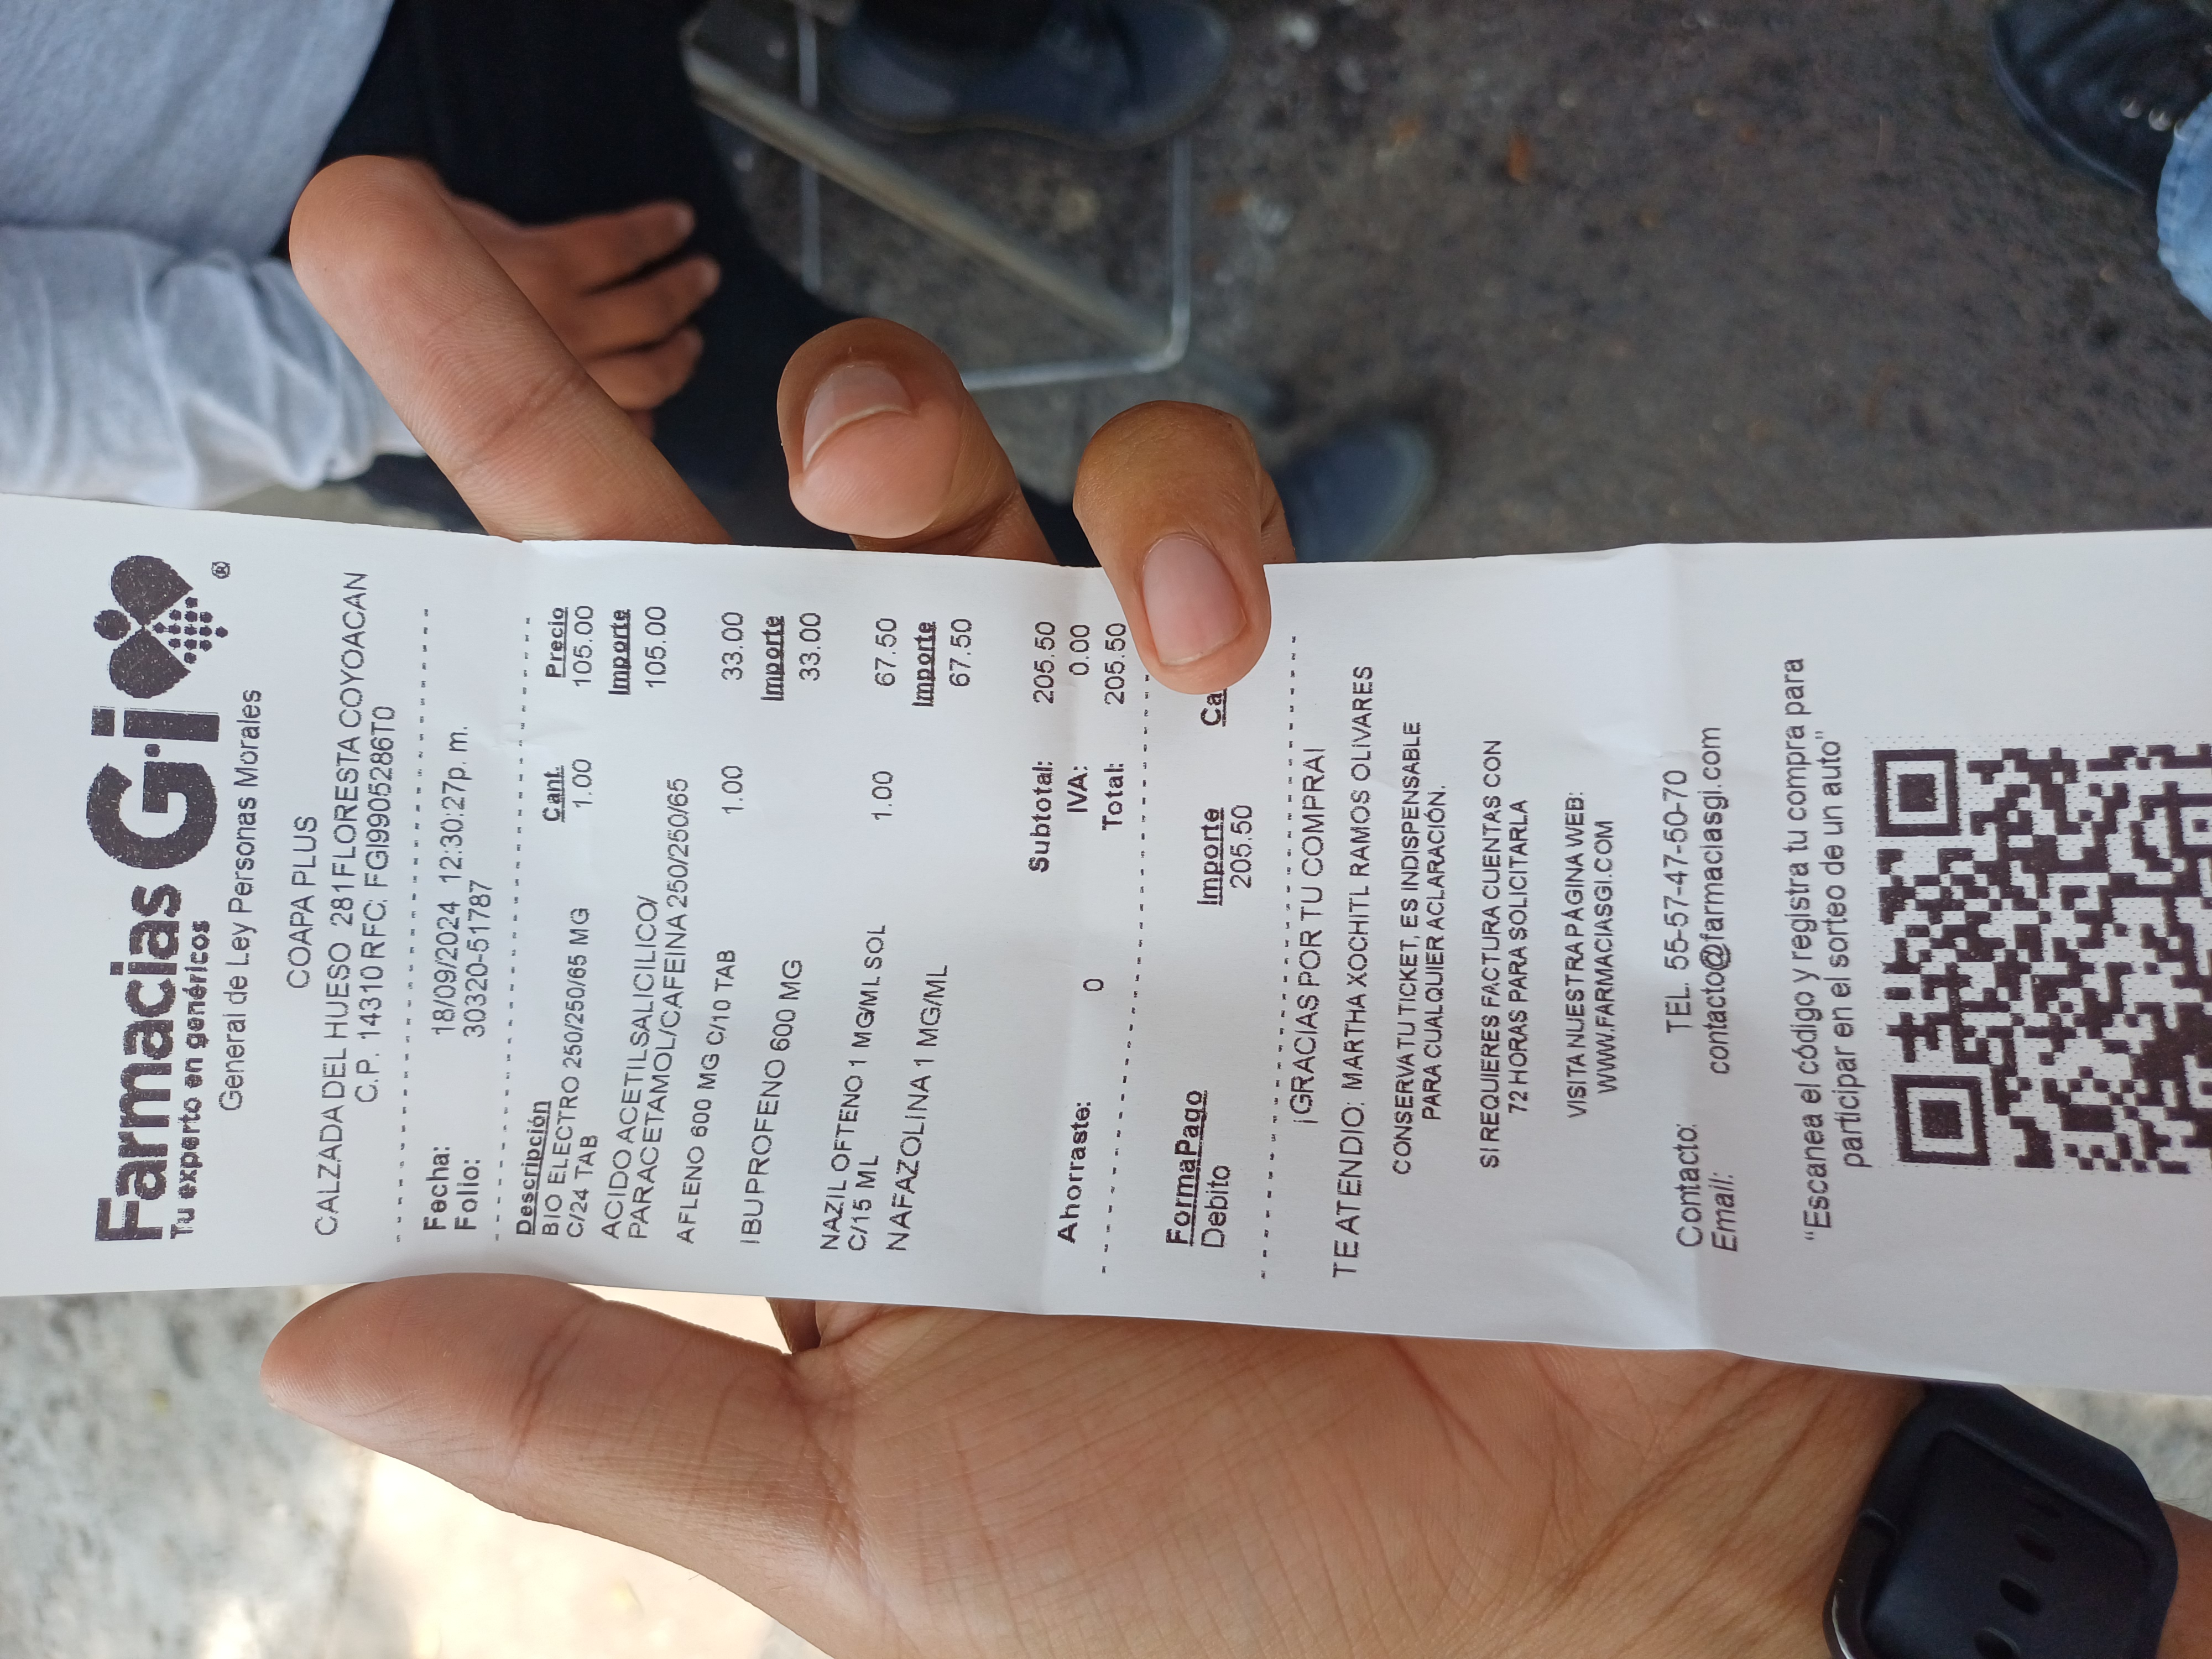 Farmacias G·i ®
Tu experto en genéricos
General de Ley Personas Morales
COAPA PLUS
CALZADA DEL HUESO 281 FLORESTA COYOACAN
C.P. 14310 RFC: FGI9905286T0
Fecha: 18/09/2024 12:30:27p. m.
Folio: 30320-51787
Descripción Cant. Precio
BIO ELECTRO 250/250/65 MG 1.00 105.00
C/24 TAB Importe
ACIDO ACETILSALICILICO/ 105.00
PARACETAMOL/CAFEINA 250/250/65
AFLENO 600 MG C/10 TAB 1.00 33.00
Importe
IBUPROFENO 600 MG 33.00
NAZIL OFTENO 1 MG/ML SOL 1.00 67.50
C/15 ML Importe
NAFAZOLINA 1 MG/ML 67.50
Subtotal: 205.50
Ahorraste: 0 IVA: 0.00
Total: 205.50
FormaPago Importe Ca
Debito 205.50
¡GRACIAS POR TU COMPRA!
TE ATENDIO: MARTHA XOCHITL RAMOS OLIVARES
CONSERVA TU TICKET, ES INDISPENSABLE
PARA CUALQUIER ACLARACIÓN.
SI REQUIERES FACTURA CUENTAS CON
72 HORAS PARA SOLICITARLA
VISITA NUESTRA PÁGINA WEB:
WWW.FARMACIASGI.COM
Contacto: TEL. 55-57-47-50-70
Email: contacto@farmaciasgi.com
“Escanea el código y registra tu compra para
participar en el sorteo de un auto”